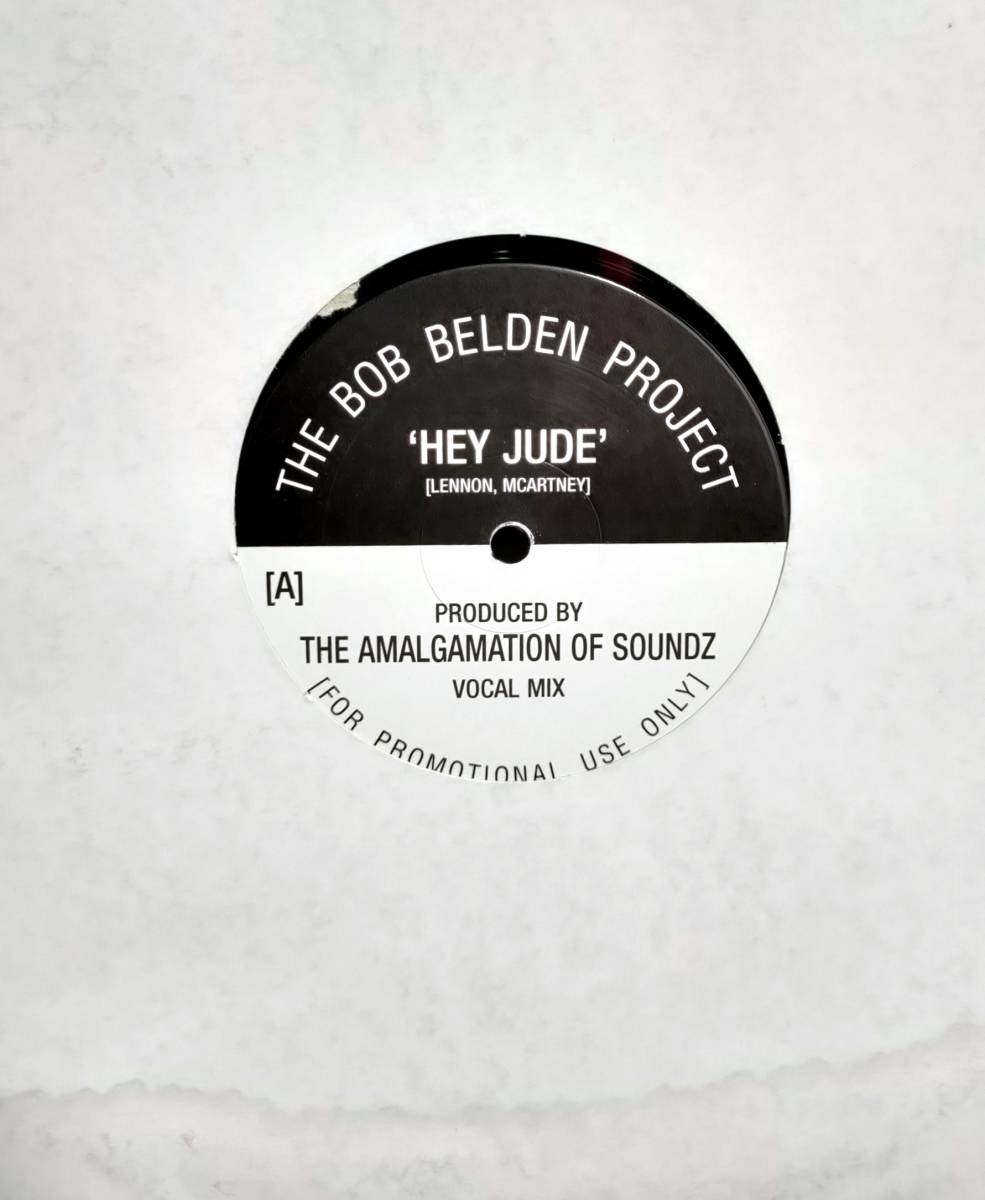 THE BOB BELDEN PROJECT
‘HEY JUDE’
[LENNON, MCARTNEY]
[A]
PRODUCED BY
THE AMALGAMATION OF SOUNDZ
VOCAL MIX
[FOR PROMOTIONAL USE ONLY]